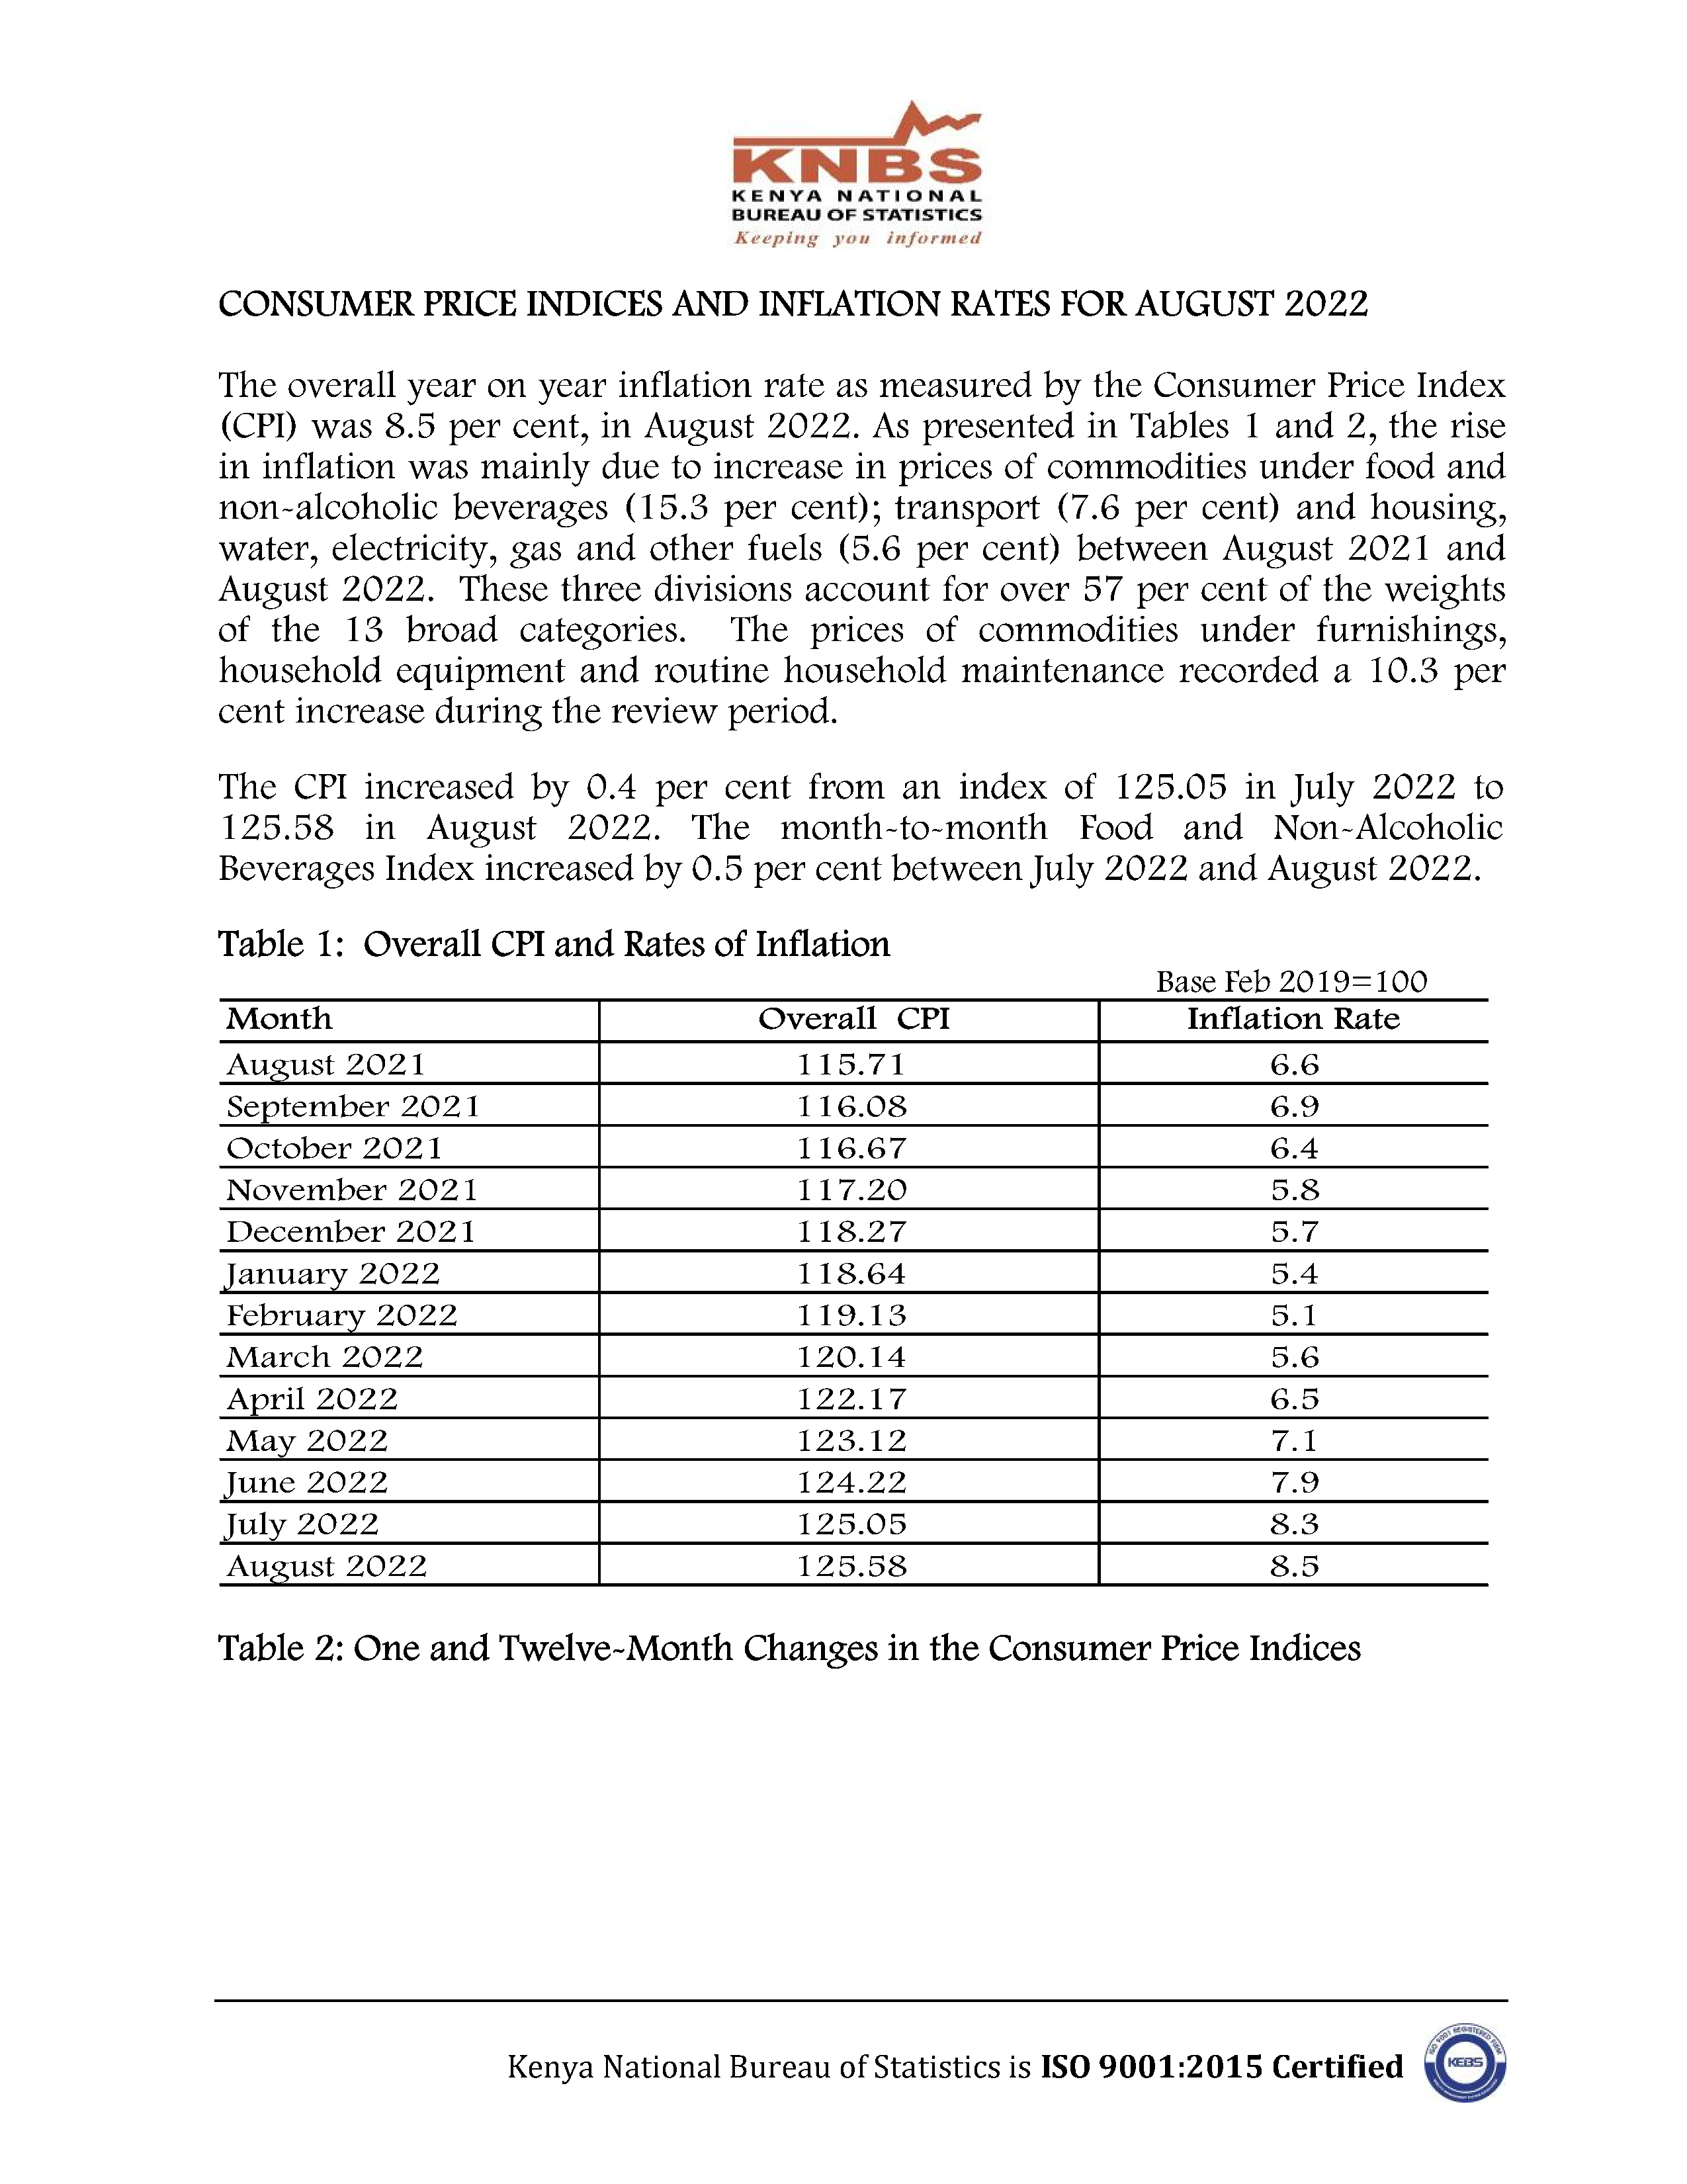 KNBS
KENYA NATIONAL
BUREAU OF STATISTICS
Keeping you informed
CONSUMER PRICE INDICES AND INFLATION RATES FOR AUGUST 2022
The overall year on year inflation rate as measured by the Consumer Price Index
(CPI) was 8.5 per cent, in August 2022. As presented in Tables 1 and 2, the rise
in inflation was mainly due to increase in prices of commodities under food and
non-alcoholic beverages (15.3 per cent); transport (7.6 per cent) and housing,
water, electricity, gas and other fuels (5.6 per cent) between August 2021 and
August 2022. These three divisions account for over 57 per cent of the weights
of the 13 broad categories. The prices of commodities under furnishings,
household equipment and routine household maintenance recorded a 10.3 per
cent increase during the review period.
The CPI increased by 0.4 per cent from an index of 125.05 in July 2022 to
125.58 in August 2022. The month-to-month Food and Non-Alcoholic
Beverages Index increased by 0.5 per cent between July 2022 and August 2022.
Table 1: Overall CPI and Rates of Inflation
Base Feb 2019=100
Month Overall CPI Inflation Rate
August 2021 115.71 6.6
September 2021 116.08 6.9
October 2021 116.67 6.4
November 2021 117.20 5.8
December 2021 118.27 5.7
January 2022 118.64 5.4
February 2022 119.13 5.1
March 2022 120.14 5.6
April 2022 122.17 6.5
May 2022 123.12 7.1
June 2022 124.22 7.9
July 2022 125.05 8.3
August 2022 125.58 8.5
Table 2: One and Twelve-Month Changes in the Consumer Price Indices
Kenya National Bureau of Statistics is ISO 9001:2015 Certified
ISO 9001 REGISTERED FIRM
KEBS